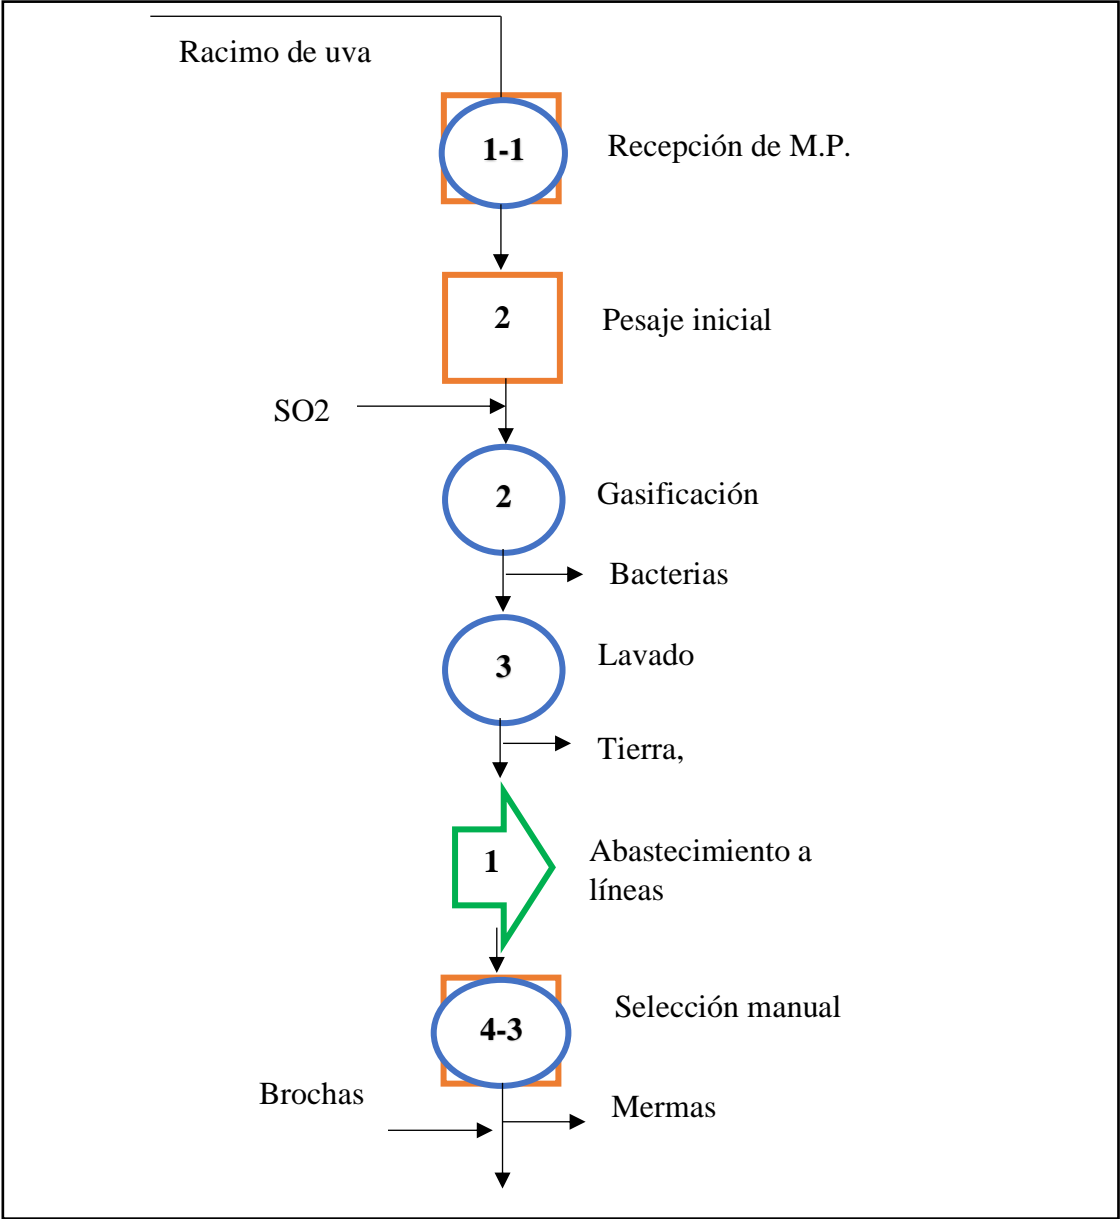 Racimo de uva
1-1
Recepción de M.P.
2
Pesaje inicial
SO2
2
Gasificación
Bacterias
3
Lavado
Tierra,
1
Abastecimiento a
líneas
4-3
Selección manual
Brochas
Mermas